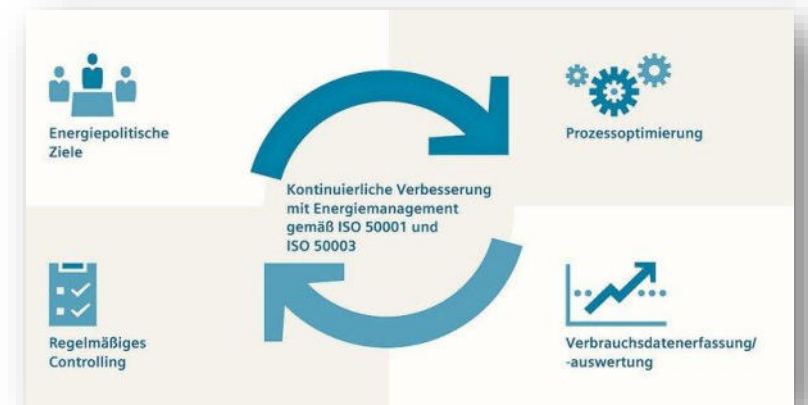 Energiepolitische
Ziele
Prozessoptimierung
Kontinuierliche Verbesserung
mit Energiemanagement
gemäß ISO 50001 und
ISO 50003
Regelmäßiges
Controlling
Verbrauchsdatenerfassung/
-auswertung